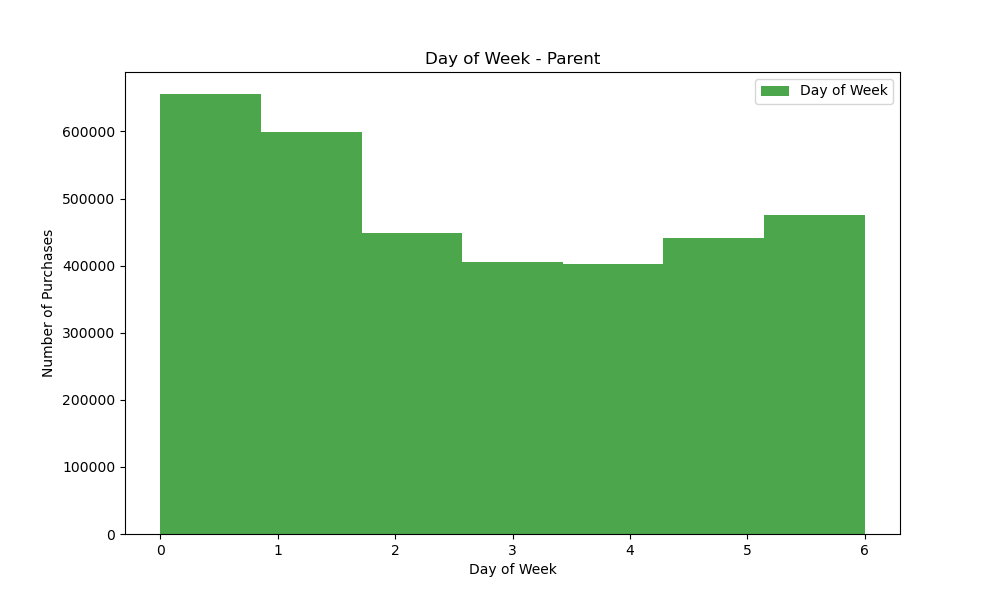 Day of Week - Parent
Day of Week
Number of Purchases
600000
500000
400000
300000
200000
100000
0
0 1 2 3 4 5 6
Day of Week